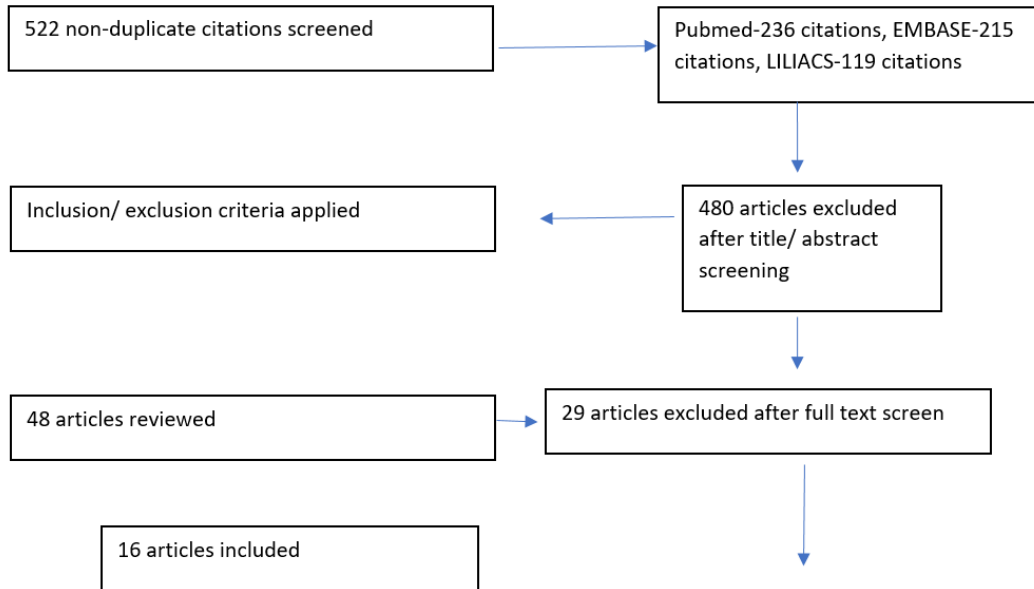 522 non-duplicate citations screened
Pubmed-236 citations, EMBASE-215
citations, LILIACS-119 citations
Inclusion/ exclusion criteria applied
480 articles excluded
after title/ abstract
screening
48 articles reviewed
29 articles excluded after full text screen
16 articles included